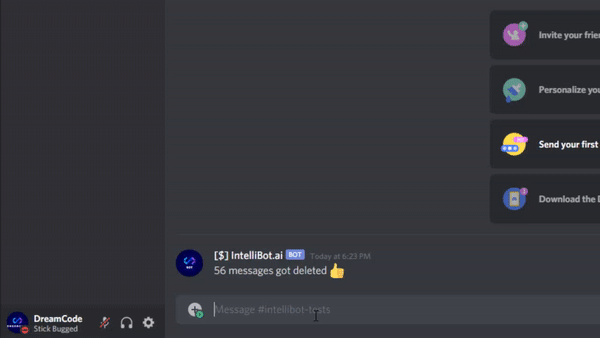 Invite your frie
Personalize you
Send your first
Download the D
[$] IntelliBot.ai BOT Today at 6:23 PM
56 messages got deleted 👍
Message #intellibot-tests
DreamCode
Stick Bugged